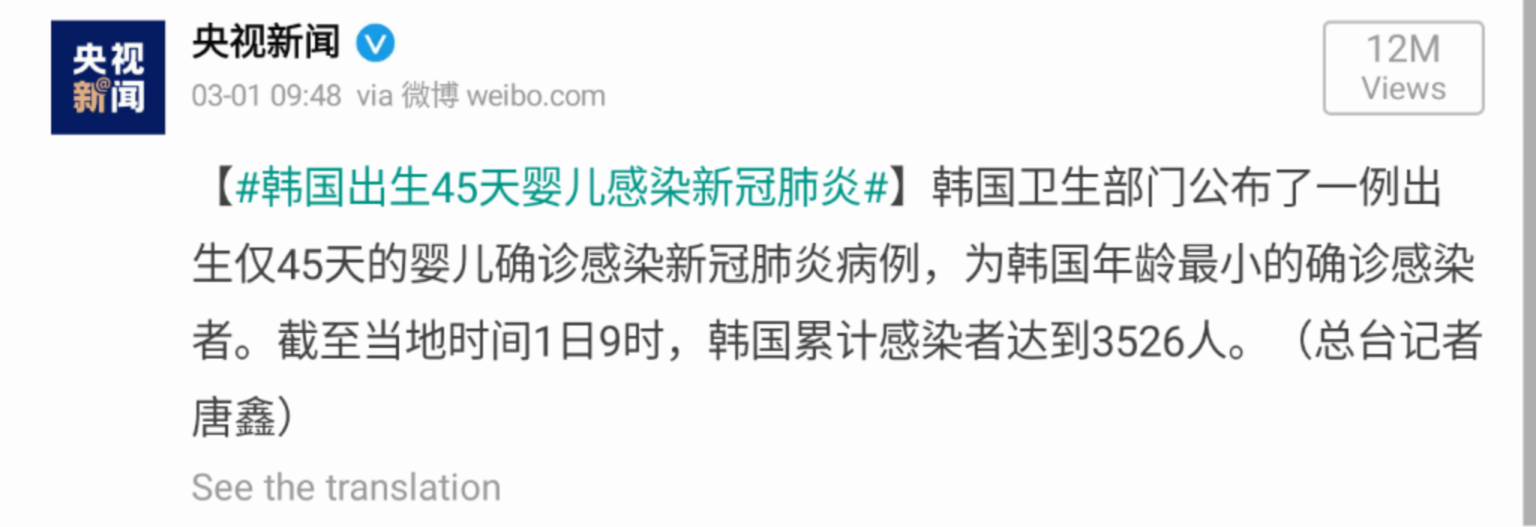 央视
新@闻
央视新闻 V
03-01 09:48 via 微博 weibo.com
12M
Views
【#韩国出生45天婴儿感染新冠肺炎#】韩国卫生部门公布了一例出
生仅45天的婴儿确诊感染新冠肺炎病例，为韩国年龄最小的确诊感染
者。截至当地时间1日9时，韩国累计感染者达到3526人。（总台记者
唐鑫）
See the translation